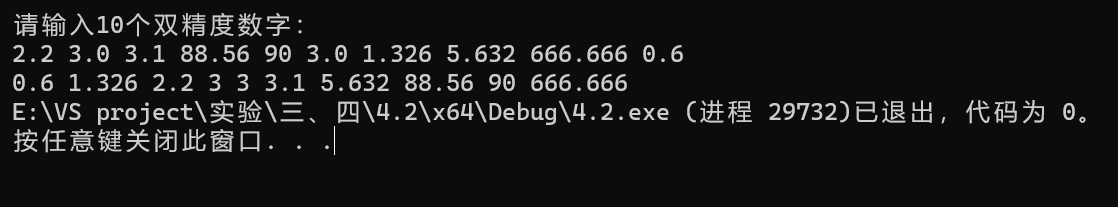 请输入10个双精度数字:
2.2 3.0 3.1 88.56 90 3.0 1.326 5.632 666.666 0.6
0.6 1.326 2.2 3 3 3.1 5.632 88.56 90 666.666
E:\VS project\实验\三、四\4.2\x64\Debug\4.2.exe (进程 29732)已退出，代码为 0。
按任意键关闭此窗口. . .